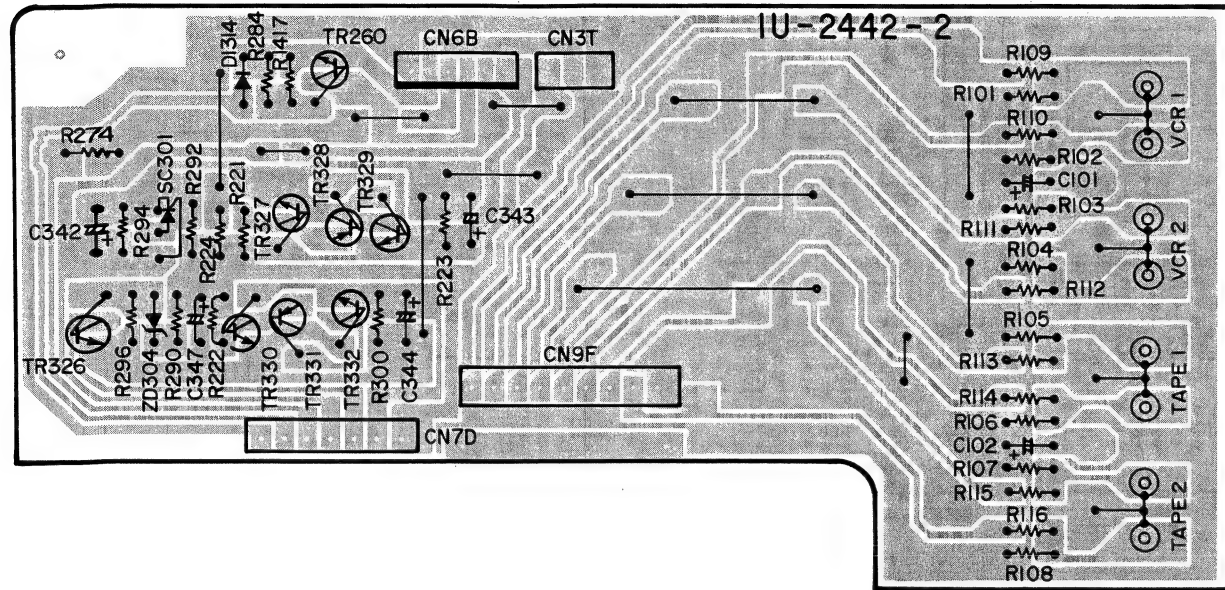 1U-2442-2
D1314
R284
R417
TR260
CN6B
CN3T
R274
SC301
R292
R221
TR328
TR329
C342
R294
R224
TR327
R223
C343
TR326
R296
ZD304
R290
C347
R222
TR330
TR331
TR332
R300
C344
CN7D
CN9F
R109
R101
R110
R102
C101
R103
R111
R104
R112
R105
R113
R114
R106
C102
R107
R115
R116
R108
VCR 1
VCR 2
TAPE 1
TAPE 2